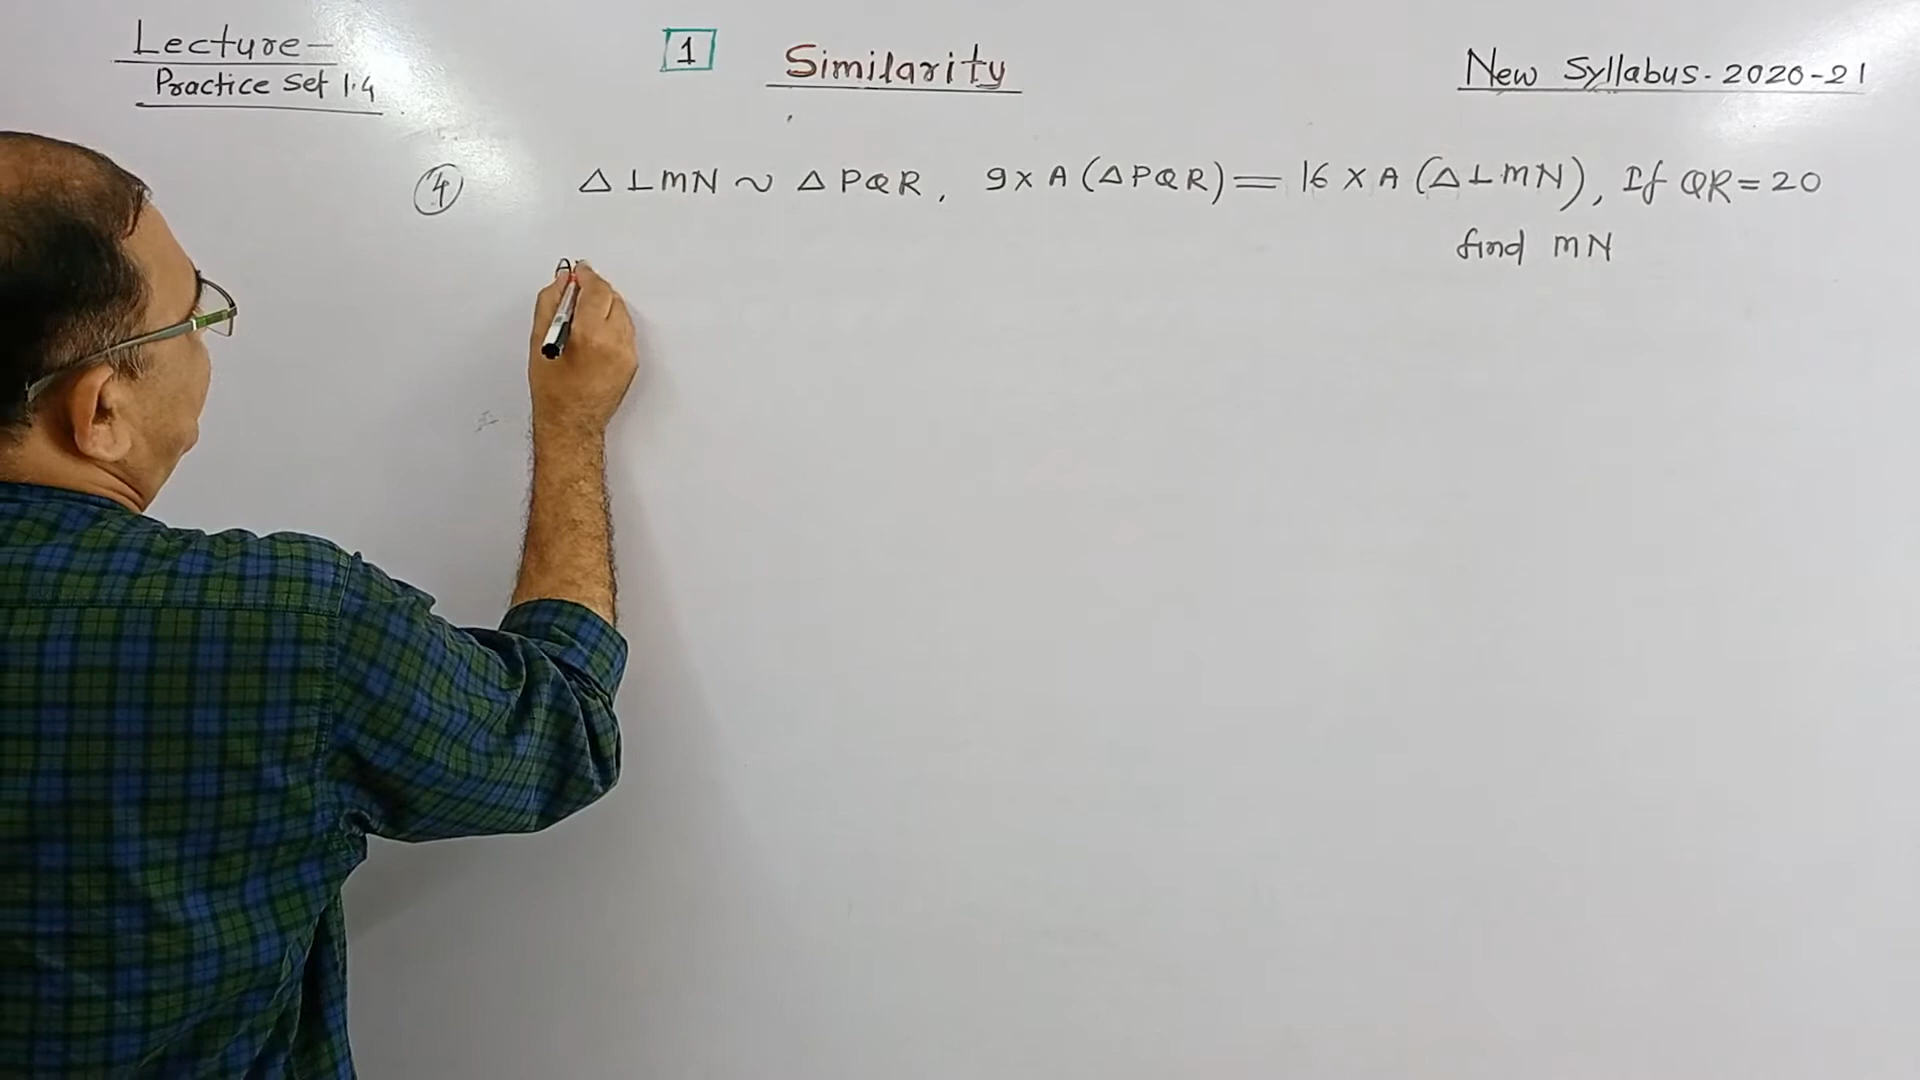 Lecture-
Practice Set 1.4
1
Similarity
New Syllabus. 2020-21
④ △ LMN ~ △ PQR, 9 × A (△PQR) = 16 × A (△LMN), If QR = 20
find MN